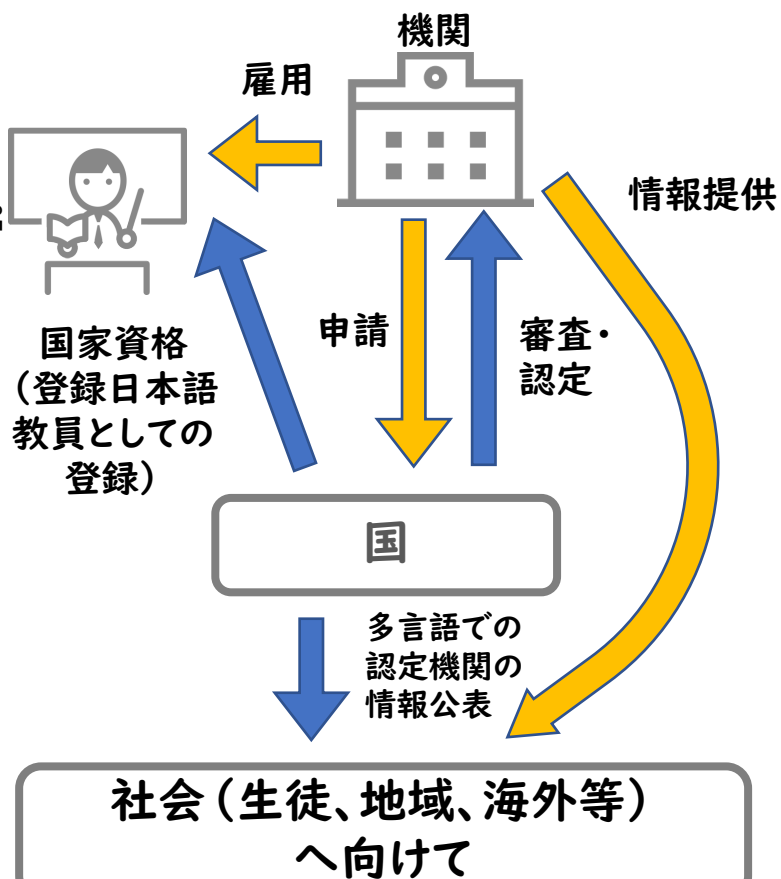 機関
雇用
情報提供
申請
審査・
認定
国家資格
（登録日本語
教員としての
登録）
国
多言語での
認定機関の
情報公表
社会（生徒、地域、海外等）
へ向けて